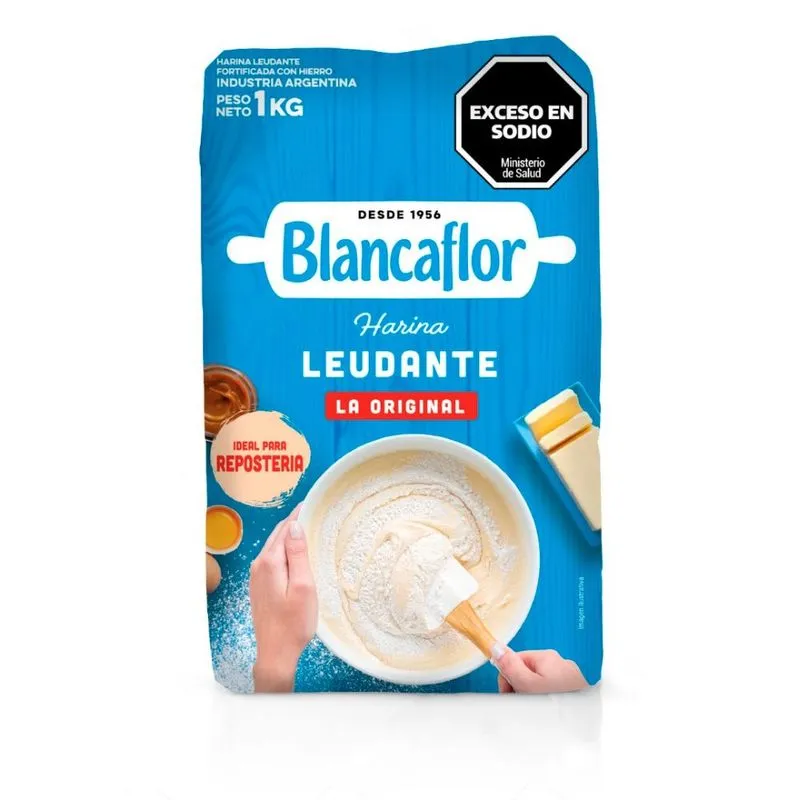 HARINA LEUDANTE
FORTIFICADA CON HIERRO
INDUSTRIA ARGENTINA
PESO NETO 1KG
EXCESO EN
SODIO
Ministerio
de Salud
DESDE 1956
Blancaflor
Harina
LEUDANTE
LA ORIGINAL
IDEAL PARA
REPOSTERIA
Imagen ilustrativa